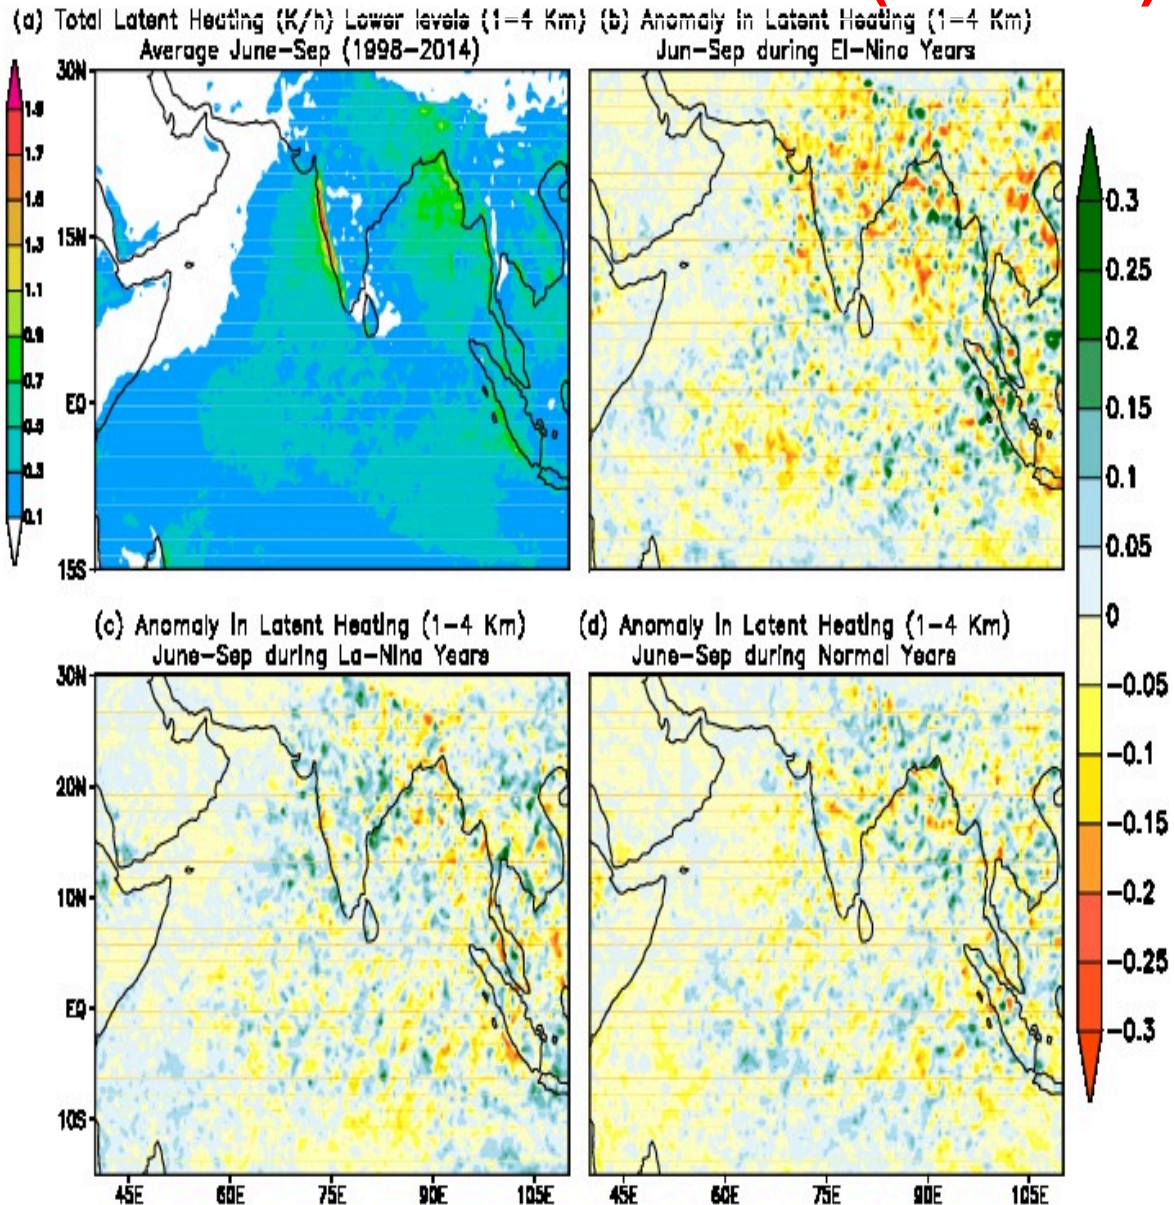 (a) Total Latent Heating (K/h) Lower levels (1-4 Km)
Average June-Sep (1998-2014)
(b) Anomaly in Latent Heating (1-4 Km)
Jun-Sep during El-Nino Years
1.7
1.3
1.1
0.7
0.3
0.1
30N
15N
EQ
15S
0.3
0.25
0.2
0.15
0.1
0.05
0
-0.05
-0.1
-0.15
-0.2
-0.25
-0.3
(c) Anomaly in Latent Heating (1-4 Km)
June-Sep during La-Nina Years
(d) Anomaly in Latent Heating (1-4 Km)
June-Sep during Normal Years
30N
20N
10N
EQ
10S
45E 60E 75E 90E 105E
45E 60E 75E 90E 105E